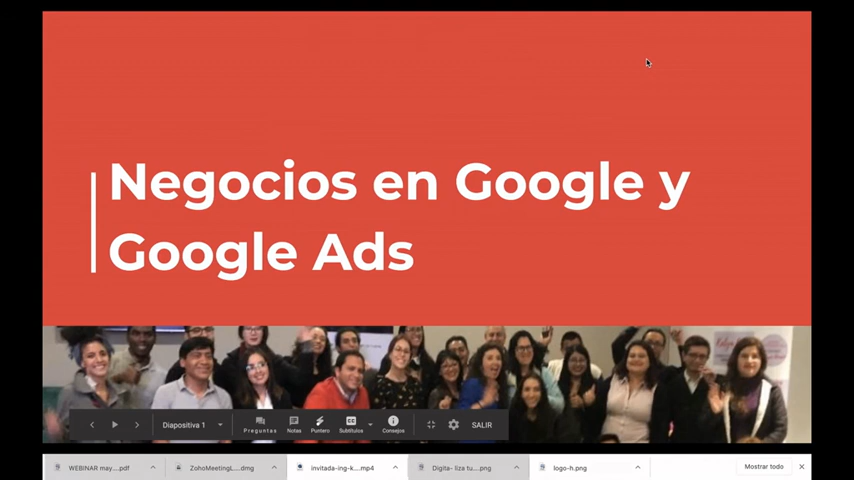 Negocios en Google y
Google Ads
Diapositiva 1
Preguntas
Notas
Puntero
Subtítulos
Consejos
SALIR
WEBINAR may....pdf
ZohoMeetingL....dmg
invitada-ing-k....mp4
Digita- liza tu....png
logo-h.png
Mostrar todo